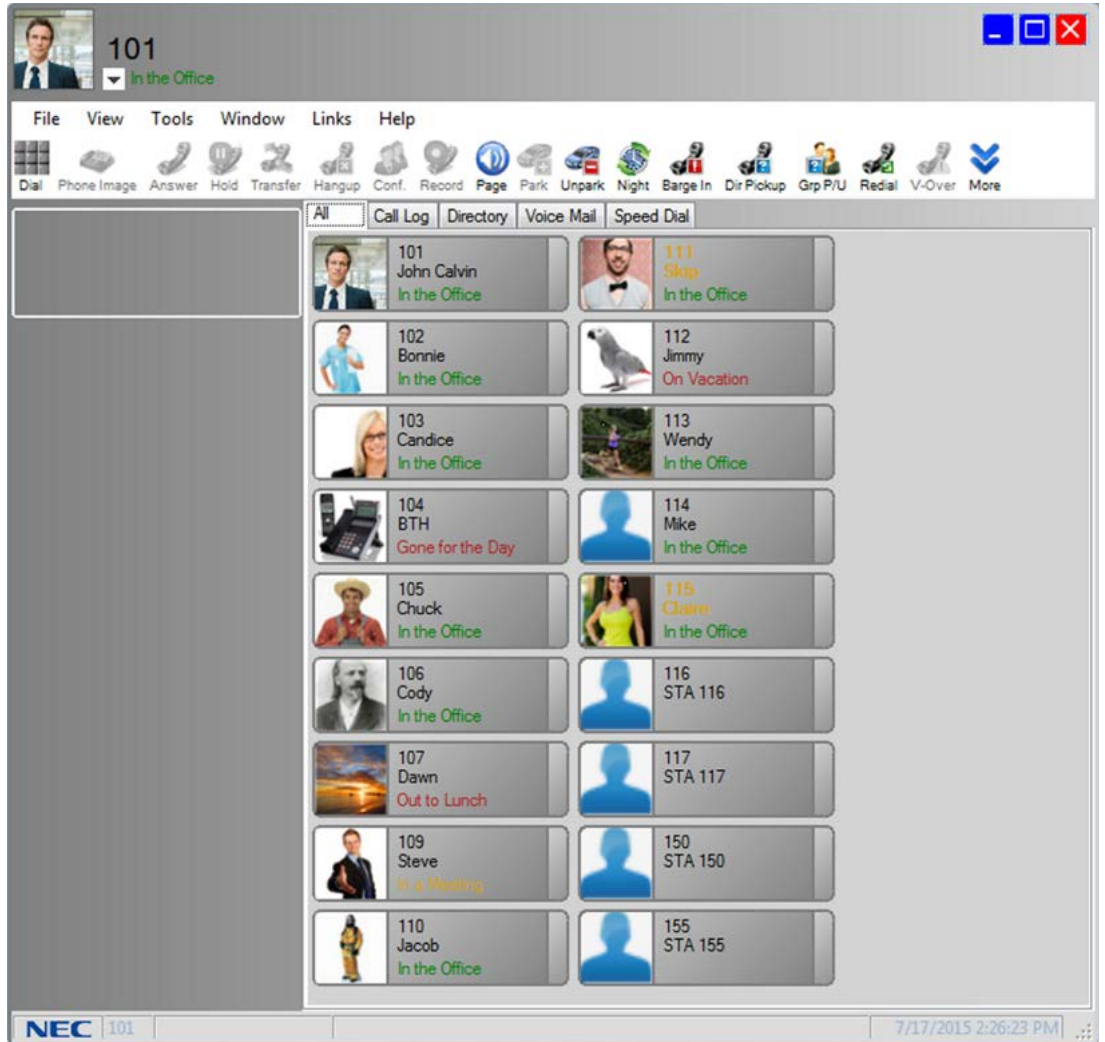 101
In the Office
File View Tools Window Links Help
Dial Phone Image Answer Hold Transfer Hangup Conf. Record Page Park Unpark Night Barge In Dir Pickup Grp P/U Redial V-Over More
All Call Log Directory Voice Mail Speed Dial
101
John Calvin
In the Office
111
Skip
In the Office
102
Bonnie
In the Office
112
Jimmy
On Vacation
103
Candice
In the Office
113
Wendy
In the Office
104
BTH
Gone for the Day
114
Mike
In the Office
105
Chuck
In the Office
115
Claire
In the Office
106
Cody
In the Office
116
STA 116
107
Dawn
Out to Lunch
117
STA 117
109
Steve
In a Meeting
150
STA 150
110
Jacob
In the Office
155
STA 155
NEC 101 7/17/2015 2:26:23 PM